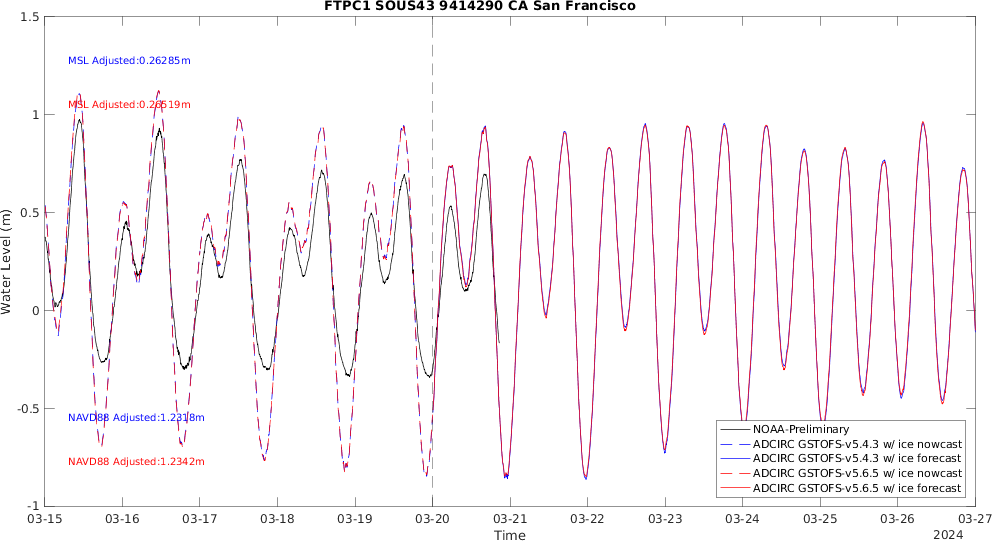 FTPC1 SOUS43 9414290 CA San Francisco
1.5
1
0.5
0
-0.5
-1
Water Level (m)
MSL Adjusted:0.26285m
MSL Adjusted:0.26519m
NAVD88 Adjusted:1.2318m
NAVD88 Adjusted:1.2342m
NOAA-Preliminary
ADCIRC GSTOFS-v5.4.3 w/ ice nowcast
ADCIRC GSTOFS-v5.4.3 w/ ice forecast
ADCIRC GSTOFS-v5.6.5 w/ ice nowcast
ADCIRC GSTOFS-v5.6.5 w/ ice forecast
03-15 03-16 03-17 03-18 03-19 03-20 03-21 03-22 03-23 03-24 03-25 03-26 03-27
Time
2024